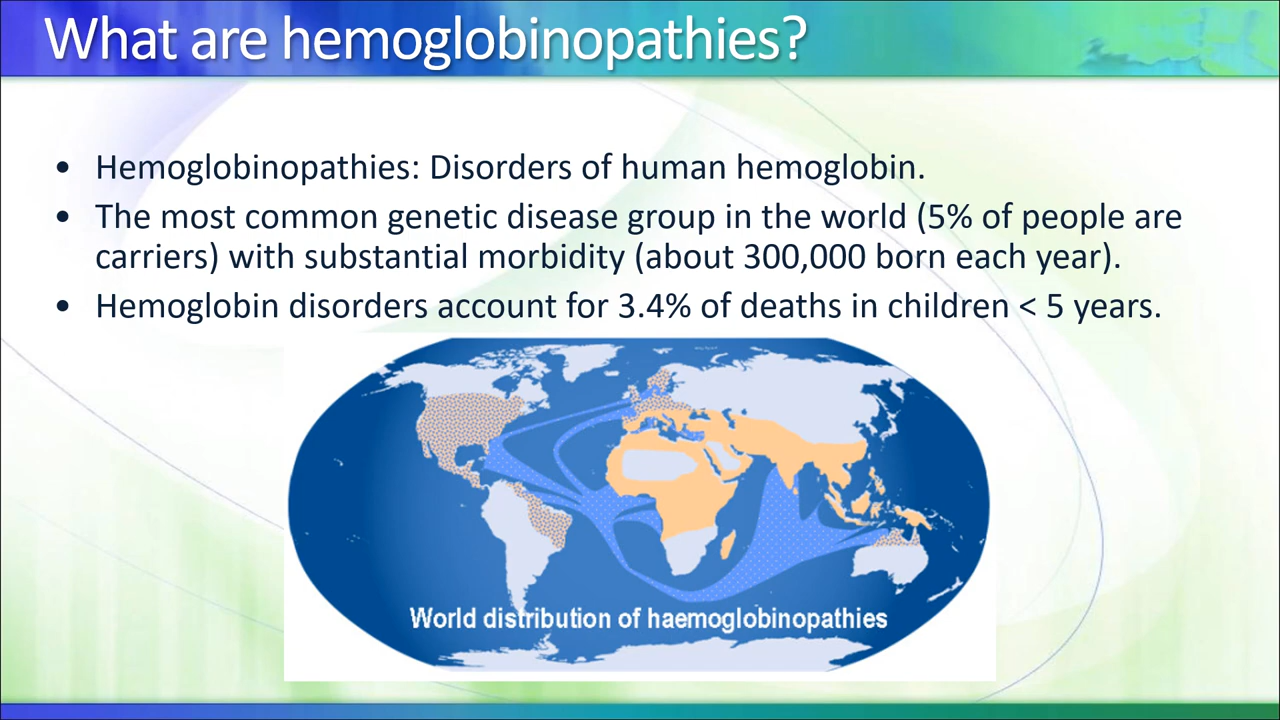 What are hemoglobinopathies?
• Hemoglobinopathies: Disorders of human hemoglobin.
• The most common genetic disease group in the world (5% of people are
carriers) with substantial morbidity (about 300,000 born each year).
• Hemoglobin disorders account for 3.4% of deaths in children < 5 years.
World distribution of haemoglobinopathies